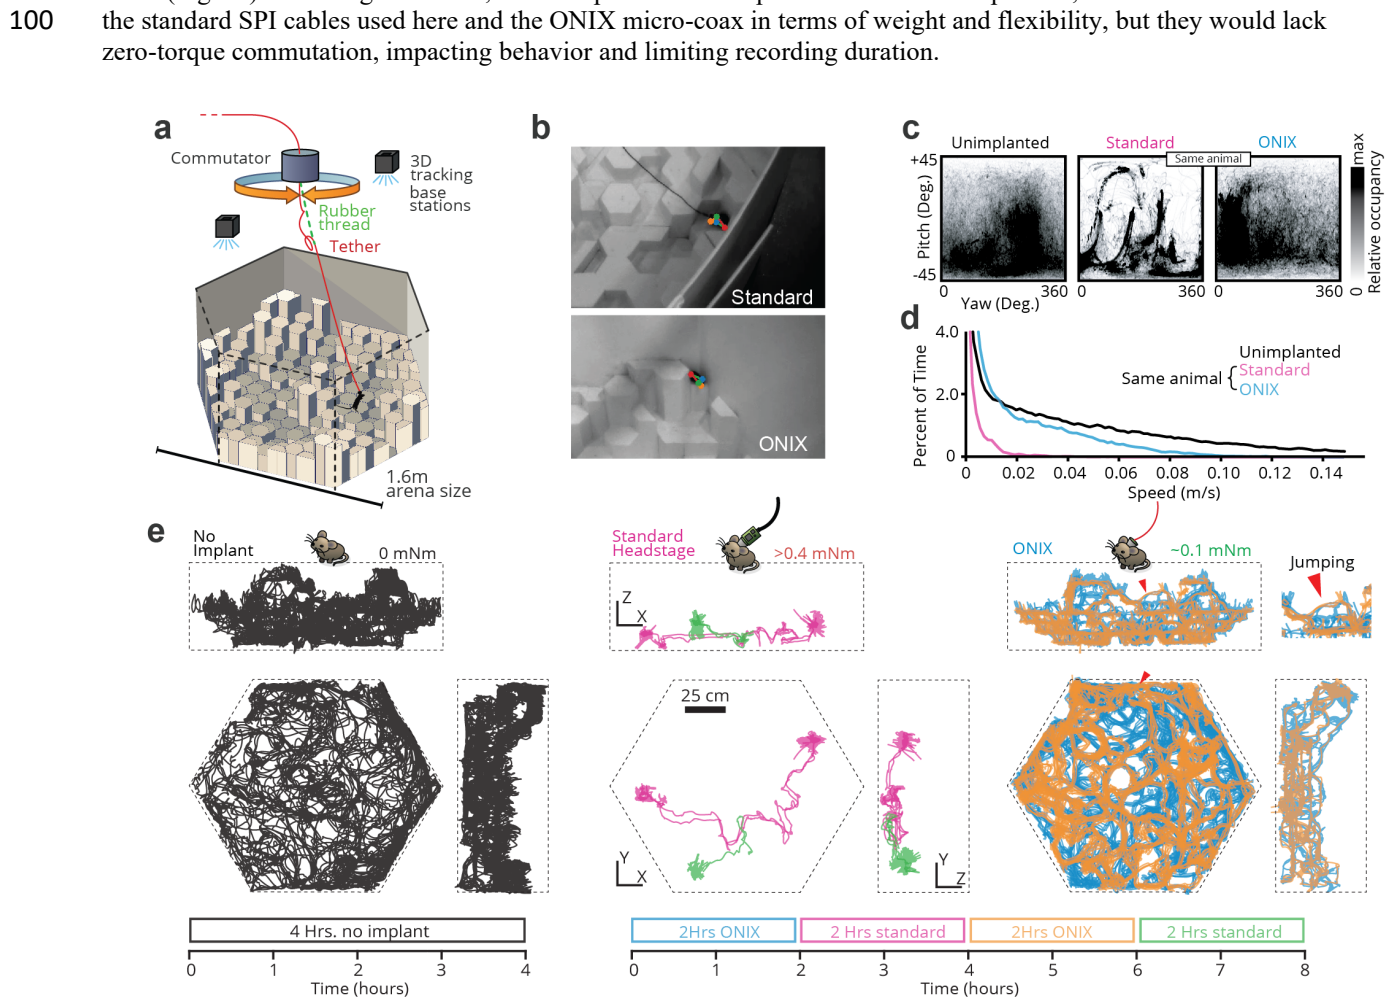 100 the standard SPI cables used here and the ONIX micro-coax in terms of weight and flexibility, but they would lack
zero-torque commutation, impacting behavior and limiting recording duration.
a
Commutator
3D
tracking
base
stations
Rubber
thread
Tether
1.6m
arena size
b
Standard
ONIX
c
Unimplanted
Standard
ONIX
Same animal
+45
Pitch (Deg.)
-45
0 360
0 360
0 360
Yaw (Deg.)
max
Relative occupancy
0
d
4.0
2.0
0
Percent of Time
Unimplanted
Same animal
Standard
ONIX
0 0.02 0.04 0.06 0.08 0.10 0.12 0.14
Speed (m/s)
e
No
Implant
0 mNm
Standard
Headstage
>0.4 mNm
Z
X
ONIX
~0.1 mNm
Jumping
25 cm
Y
X
Y
Z
4 Hrs. no implant
0 1 2 3 4
Time (hours)
2Hrs ONIX
2 Hrs standard
2Hrs ONIX
2 Hrs standard
0 1 2 3 4 5 6 7 8
Time (hours)